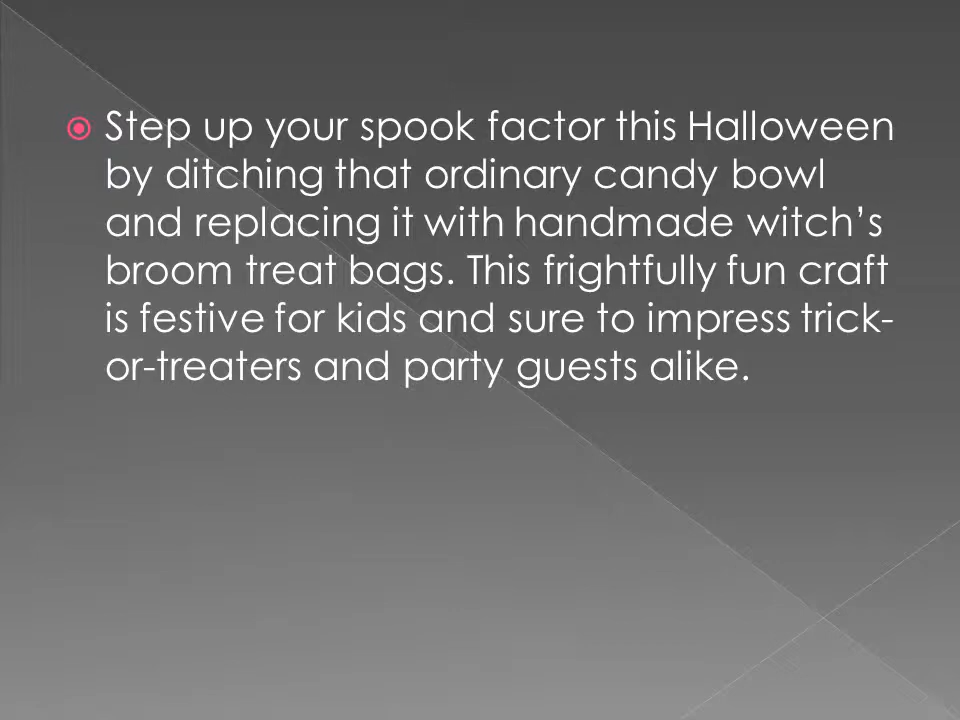 Step up your spook factor this Halloween
by ditching that ordinary candy bowl
and replacing it with handmade witch’s
broom treat bags. This frightfully fun craft
is festive for kids and sure to impress trick-
or-treaters and party guests alike.